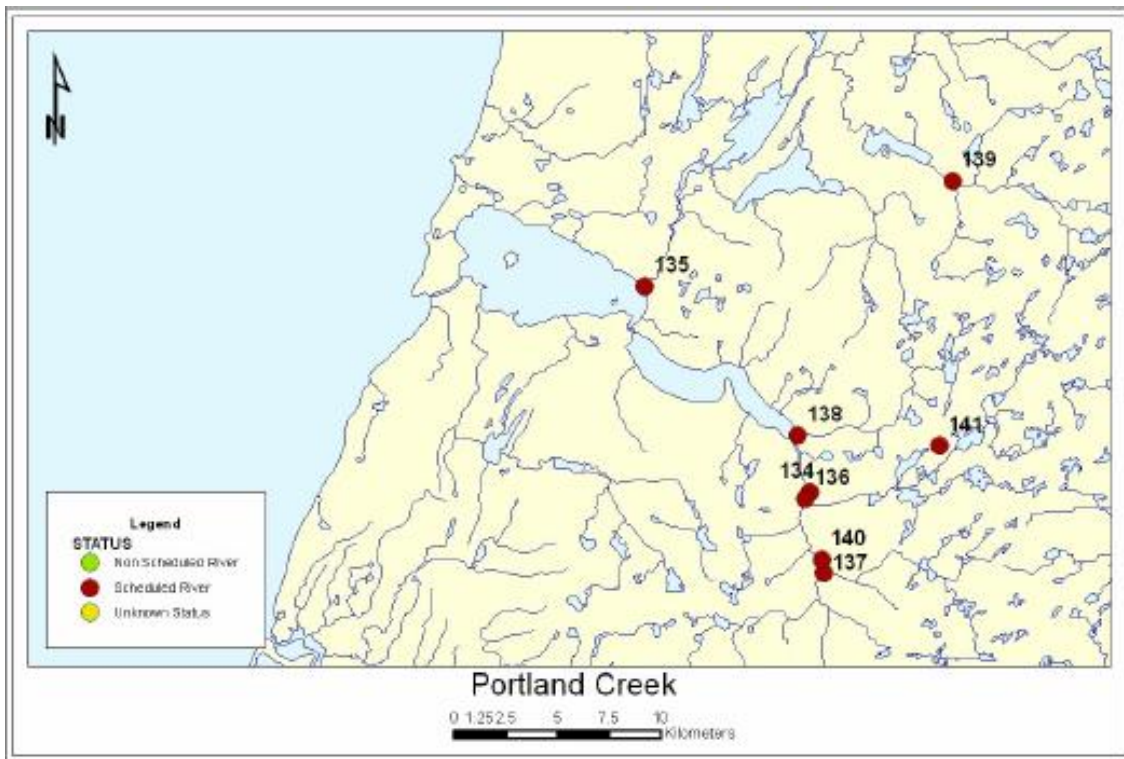 N
139
135
138
141
134 136
140
137
Legend
STATUS
Non Scheduled River
Scheduled River
Unknown Status
Portland Creek
0 1.25 2.5 5 7.5 10
Kilometers